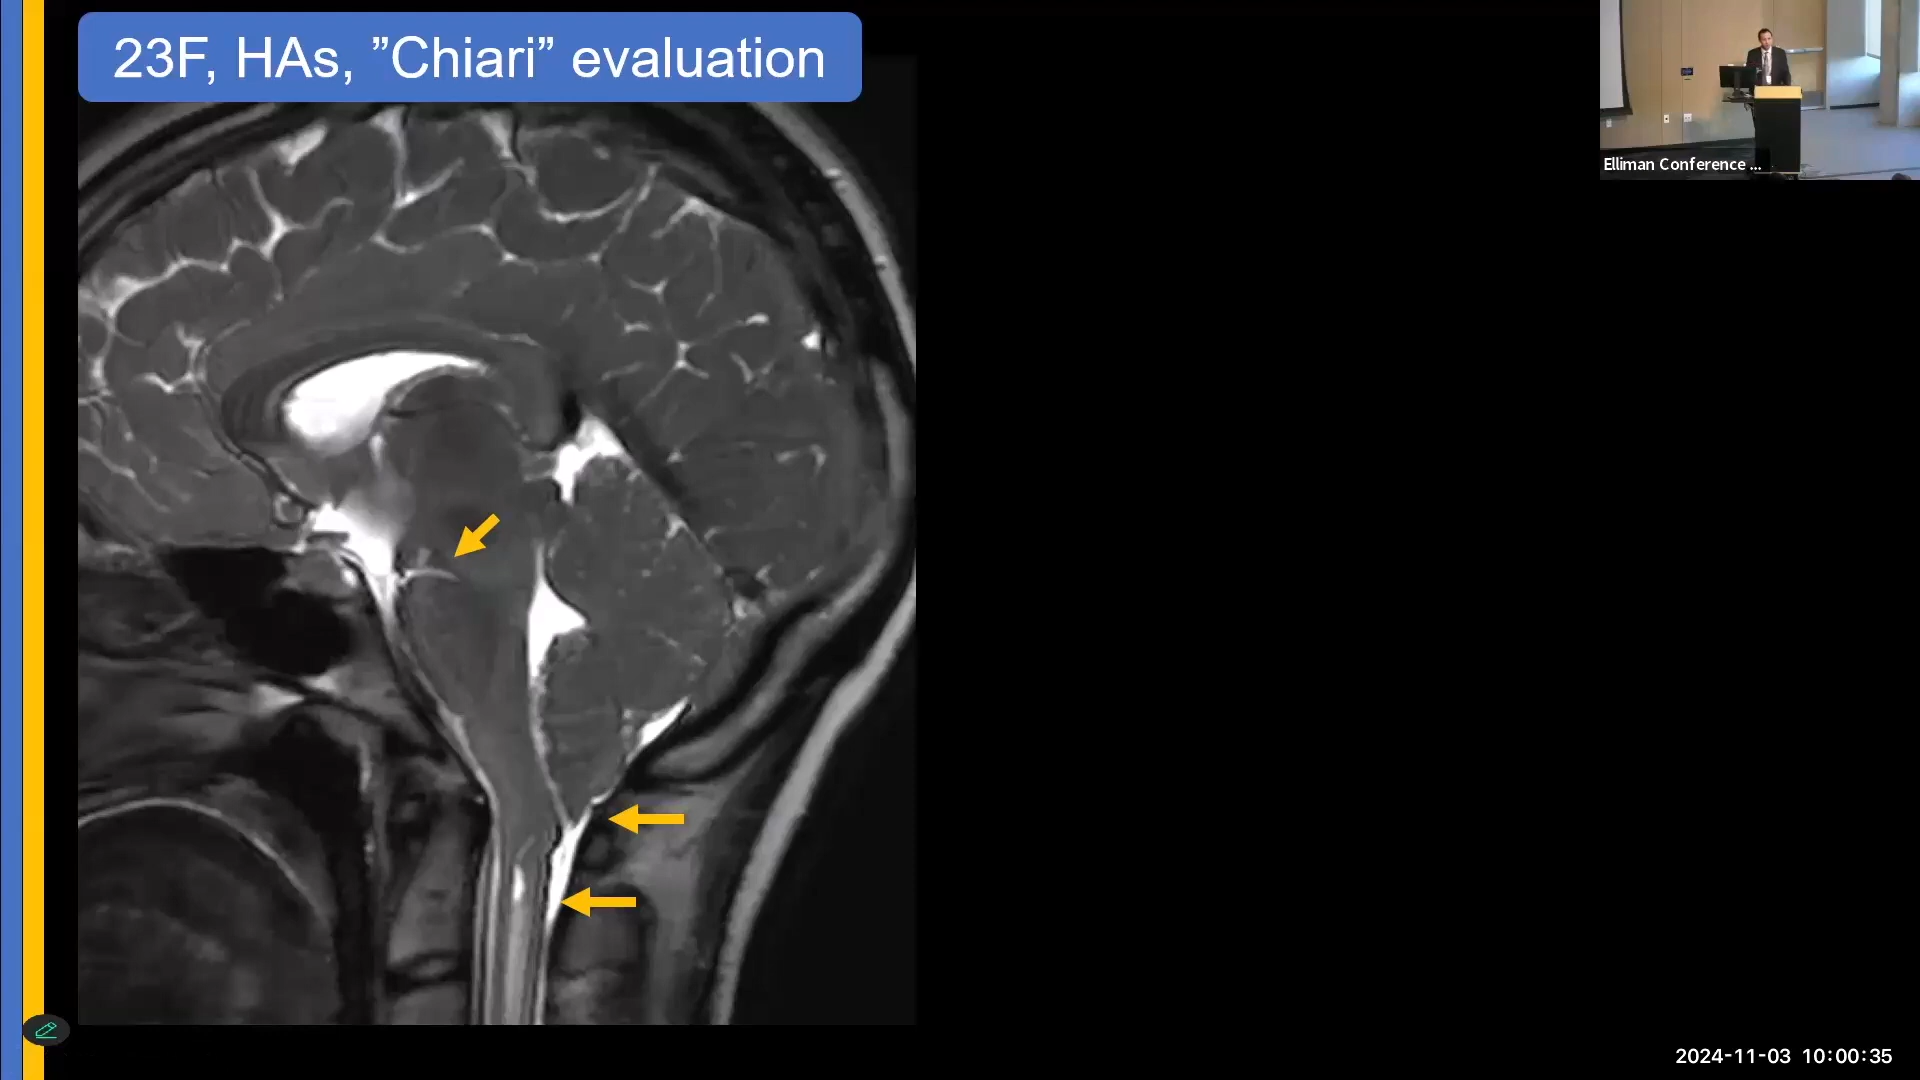 23F, HAs, ”Chiari” evaluation
Elliman Conference ...
2024-11-03 10:00:35